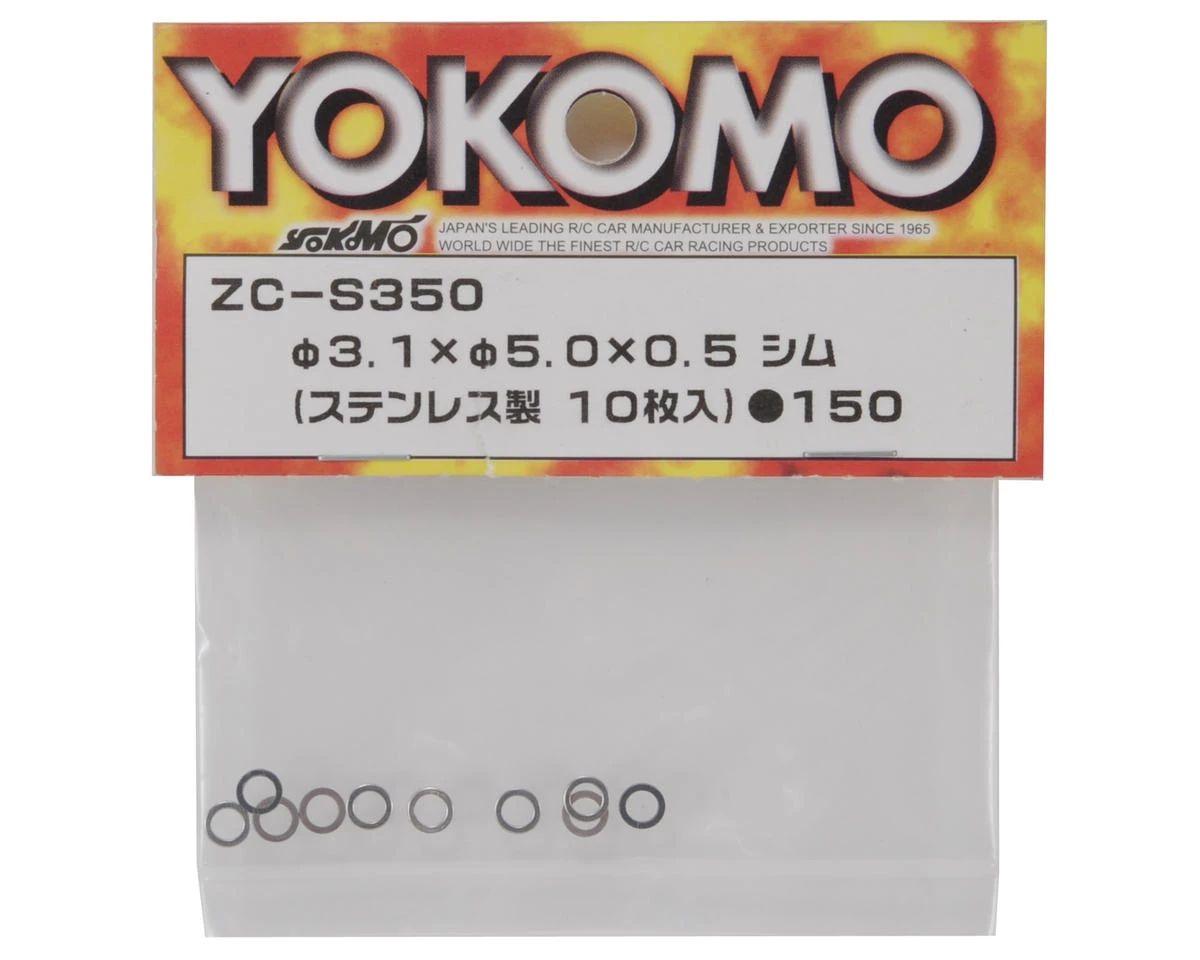 YOKOMO
YOKOMO JAPAN'S LEADING R/C CAR MANUFACTURER & EXPORTER SINCE 1965
WORLD WIDE THE FINEST R/C CAR RACING PRODUCTS
ZC-S350
φ3.1×φ5.0×0.5 シム
(ステンレス製 10枚入)●150